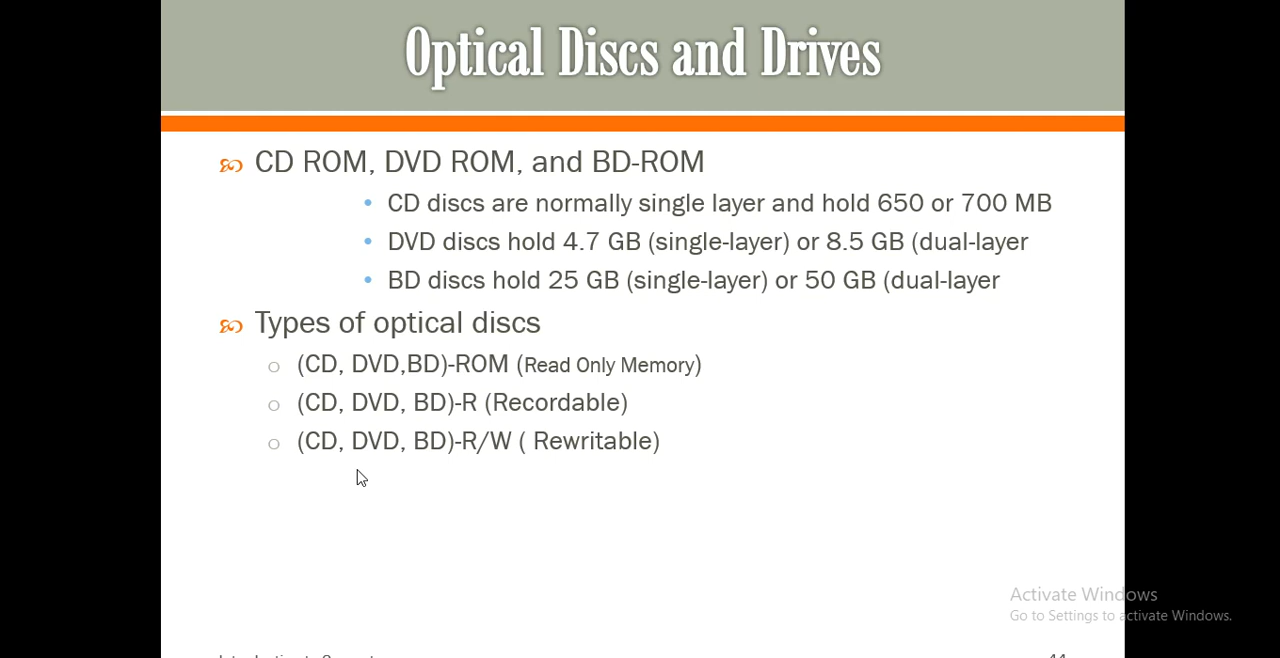 Optical Discs and Drives
CD ROM, DVD ROM, and BD-ROM
• CD discs are normally single layer and hold 650 or 700 MB
• DVD discs hold 4.7 GB (single-layer) or 8.5 GB (dual-layer
• BD discs hold 25 GB (single-layer) or 50 GB (dual-layer
Types of optical discs
o (CD, DVD,BD)-ROM (Read Only Memory)
o (CD, DVD, BD)-R (Recordable)
o (CD, DVD, BD)-R/W ( Rewritable)
Activate Windows
Go to Settings to activate Windows.